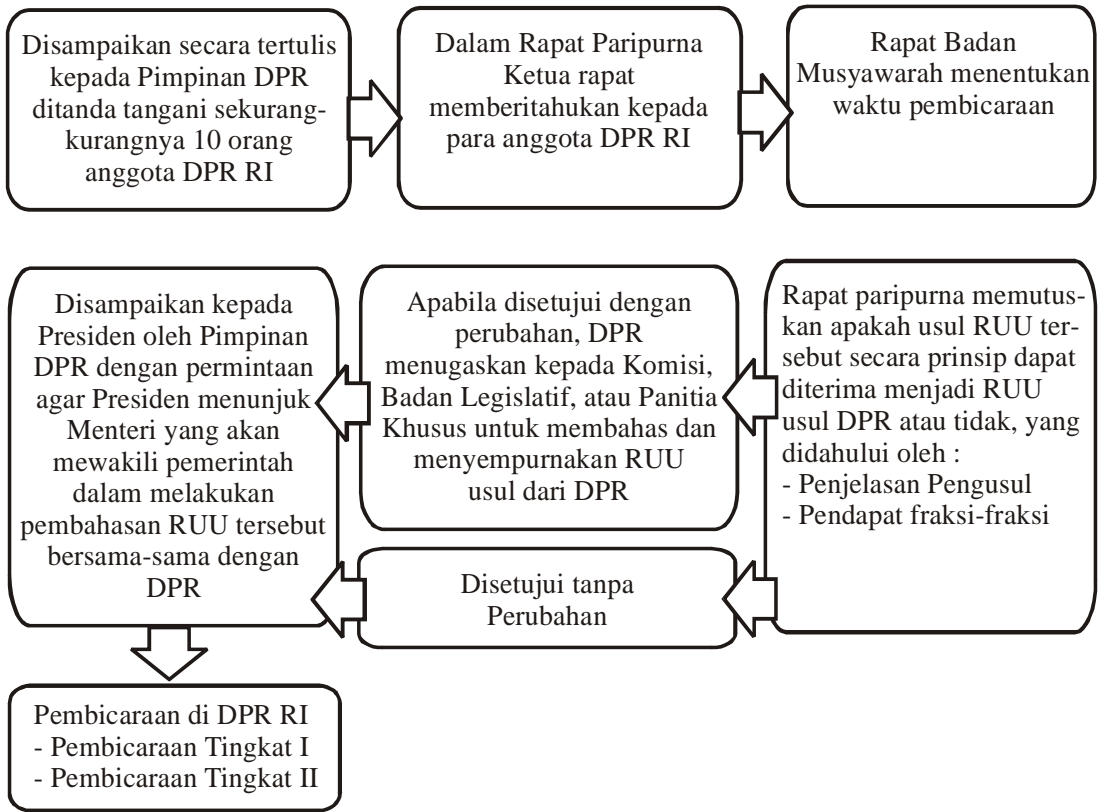 Disampaikan secara tertulis
kepada Pimpinan DPR
ditanda tangani sekurang-
kurangnya 10 orang
anggota DPR RI
Dalam Rapat Paripurna
Ketua rapat
memberitahukan kepada
para anggota DPR RI
Rapat Badan
Musyawarah menentukan
waktu pembicaraan
Rapat paripurna memutus-
kan apakah usul RUU ter-
sebut secara prinsip dapat
diterima menjadi RUU
usul DPR atau tidak, yang
didahului oleh :
- Penjelasan Pengusul
- Pendapat fraksi-fraksi
Apabila disetujui dengan
perubahan, DPR
menugaskan kepada Komisi,
Badan Legislatif, atau Panitia
Khusus untuk membahas dan
menyempurnakan RUU
usul dari DPR
Disetujui tanpa
Perubahan
Disampaikan kepada
Presiden oleh Pimpinan
DPR dengan permintaan
agar Presiden menunjuk
Menteri yang akan
mewakili pemerintah
dalam melakukan
pembahasan RUU tersebut
bersama-sama dengan
DPR
Pembicaraan di DPR RI
- Pembicaraan Tingkat I
- Pembicaraan Tingkat II